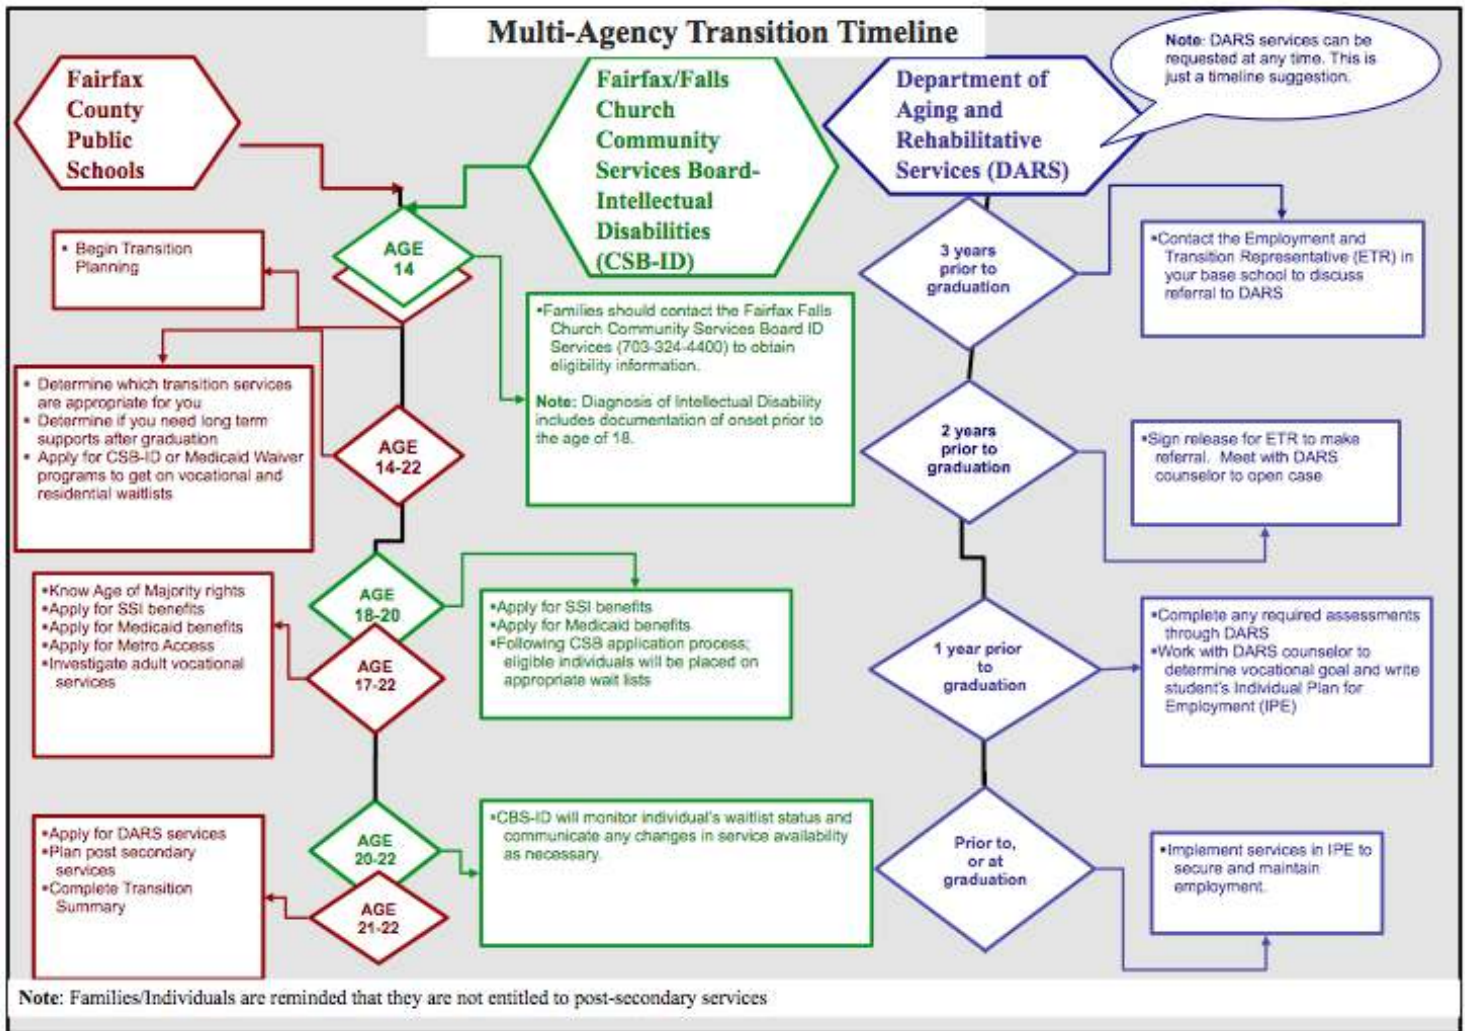 Multi-Agency Transition Timeline
Fairfax
County
Public
Schools
Fairfax/Falls
Church
Community
Services Board-
Intellectual
Disabilities
(CSB-ID)
Department of
Aging and
Rehabilitative
Services (DARS)
Note: DARS services can be
requested at any time. This is
just a timeline suggestion.
AGE
14
• Begin Transition
Planning
•Families should contact the Fairfax Falls
Church Community Services Board ID
Services (703-324-4400) to obtain
eligibility information.
Note: Diagnosis of Intellectual Disability
includes documentation of onset prior to
the age of 18.
AGE
14-22
• Determine which transition services
are appropriate for you
• Determine if you need long term
supports after graduation
• Apply for CSB-ID or Medicaid Waiver
programs to get on vocational and
residential waitlists
AGE
18-20
•Apply for SSI benefits
•Apply for Medicaid benefits
•Following CSB application process;
eligible individuals will be placed on
appropriate wait lists
AGE
17-22
•Know Age of Majority rights
•Apply for SSI benefits
•Apply for Medicaid benefits
•Apply for Metro Access
•Investigate adult vocational
services
AGE
20-22
•CBS-ID will monitor individual's waitlist status and
communicate any changes in service availability
as necessary.
AGE
21-22
•Apply for DARS services
•Plan post secondary
services
•Complete Transition
Summary
3 years
prior to
graduation
•Contact the Employment and
Transition Representative (ETR) in
your base school to discuss
referral to DARS
2 years
prior to
graduation
•Sign release for ETR to make
referral. Meet with DARS
counselor to open case
1 year prior
to
graduation
•Complete any required assessments
through DARS
•Work with DARS counselor to
determine vocational goal and write
student's Individual Plan for
Employment (IPE)
Prior to,
or at
graduation
•Implement services in IPE to
secure and maintain
employment.
Note: Families/Individuals are reminded that they are not entitled to post-secondary services